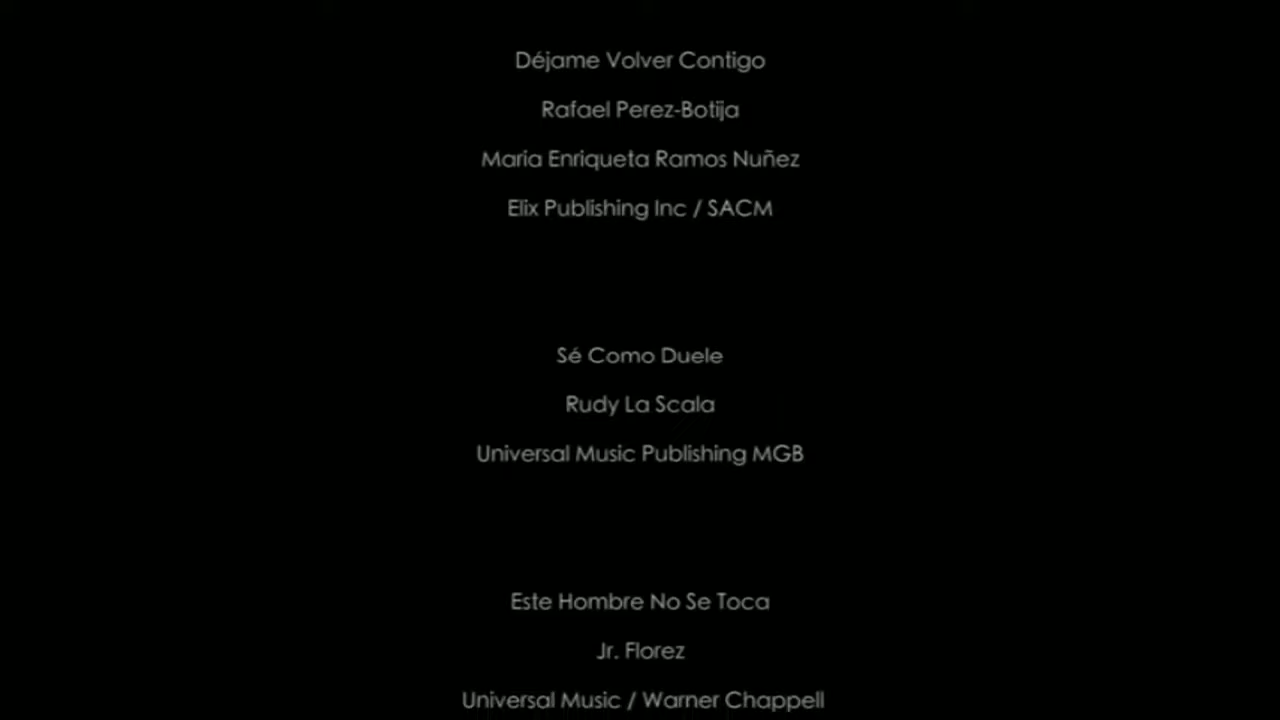 Déjame Volver Contigo
Rafael Perez-Botija
Maria Enriqueta Ramos Nuñez
Elix Publishing Inc / SACM
Sé Como Duele
Rudy La Scala
Universal Music Publishing MGB
Este Hombre No Se Toca
Jr. Florez
Universal Music / Warner Chappell